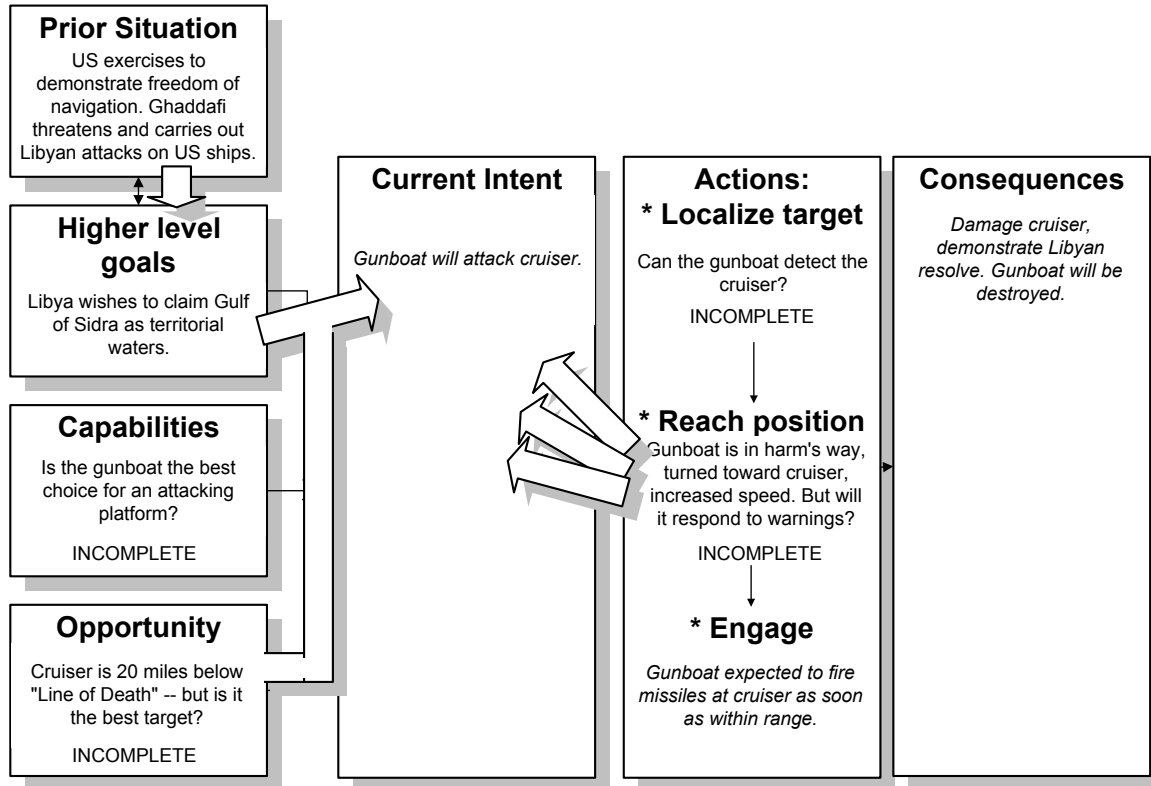 Prior Situation
US exercises to
demonstrate freedom of
navigation. Ghaddafi
threatens and carries out
Libyan attacks on US ships.
Higher level
goals
Libya wishes to claim Gulf
of Sidra as territorial
waters.
Capabilities
Is the gunboat the best
choice for an attacking
platform?
INCOMPLETE
Opportunity
Cruiser is 20 miles below
"Line of Death" -- but is it
the best target?
INCOMPLETE
Current Intent
Gunboat will attack cruiser.
Actions:
* Localize target
Can the gunboat detect the
cruiser?
INCOMPLETE
* Reach position
Gunboat is in harm's way,
turned toward cruiser,
increased speed. But will
it respond to warnings?
INCOMPLETE
* Engage
Gunboat expected to fire
missiles at cruiser as soon
as within range.
Consequences
Damage cruiser,
demonstrate Libyan
resolve. Gunboat will be
destroyed.